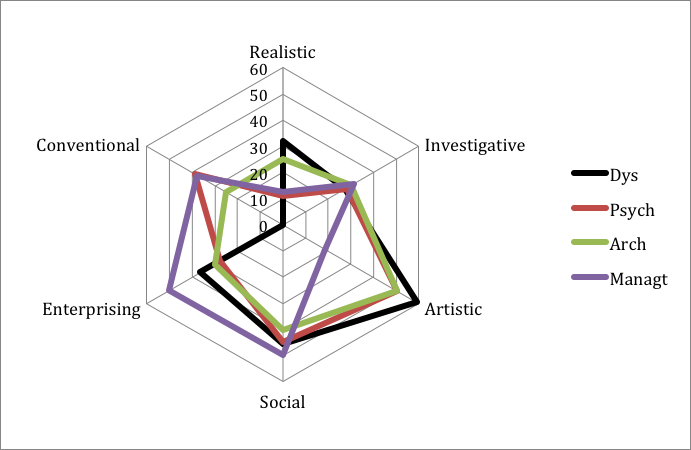 Realistic
60
50
40
30
20
10
0
Conventional
Investigative
Enterprising
Artistic
Social
Dys
Psych
Arch
Managt